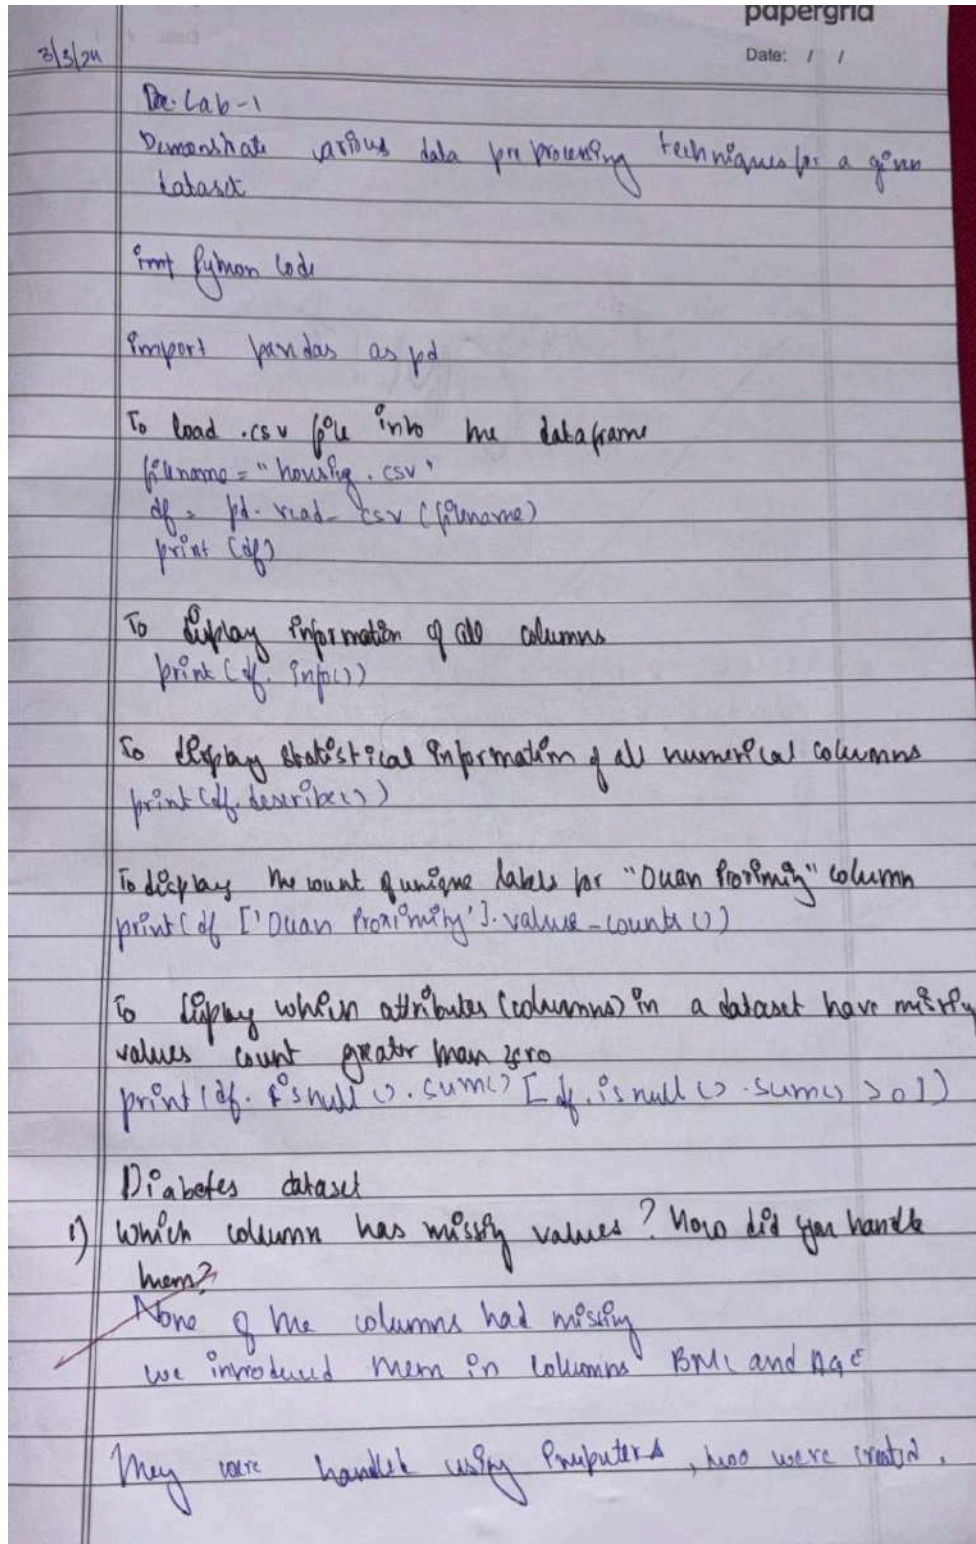 papergrid
Date: / /
3/3/24
Lab-1
Demonstrate various data preprocessing techniques for a given
dataset
Python Code
import pandas as pd
To load .csv file into the dataframe
filename = "housing.csv"
df = pd.read_csv (filename)
print (df)
To display information of all columns
print (df.info())
To display statistical information of all numerical columns
print (df.describe())
To display the count of unique labels for "Ocean Proximity" column
print (df ['Ocean Proximity'].value_counts ())
To display which attributes (columns) in a dataset have missing
values count greater than zero
print (df.isnull ().sum() [df.isnull ().sum() >0])
Diabetes dataset
1) Which column has missing values? How did you handle
them?
None of the columns had missing
we introduced them in columns BMI and AGE
They were handled using imputers, two were created.